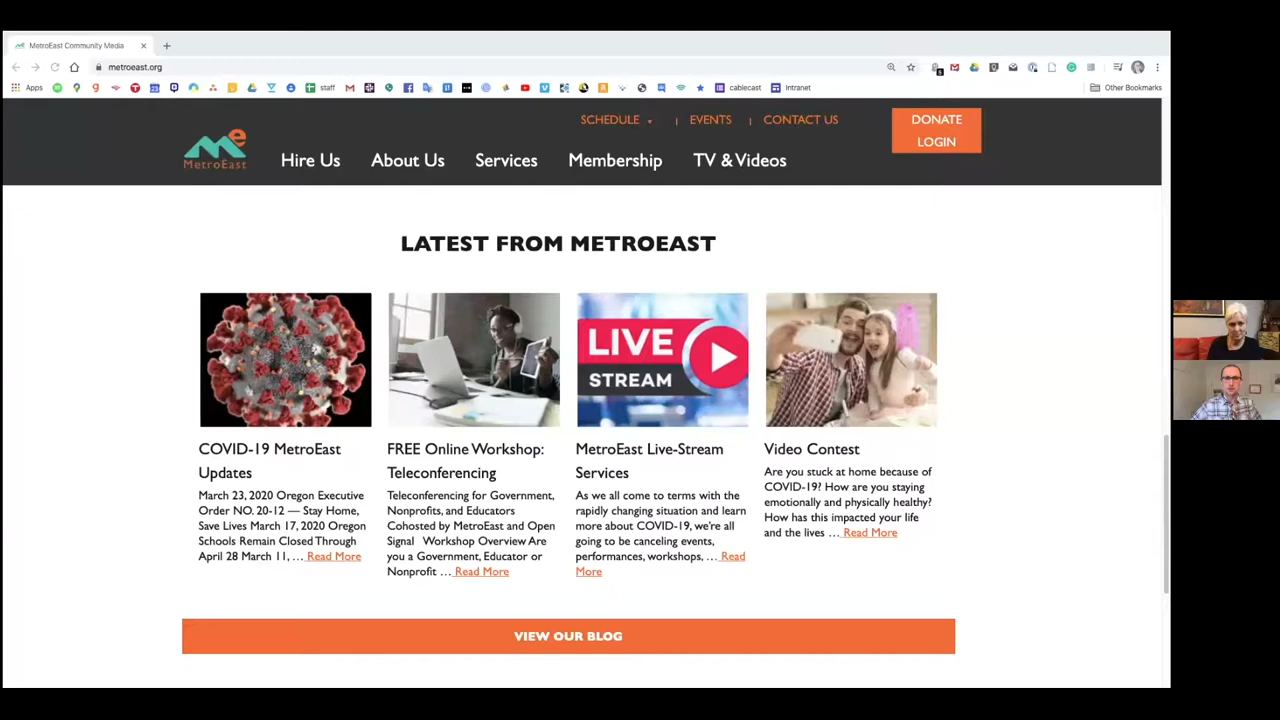 MetroEast Community Media
metroeast.org
Apps
staff
cablecast
Intranet
Other Bookmarks
SCHEDULE
EVENTS
CONTACT US
DONATE
LOGIN
me
MetroEast
Hire Us
About Us
Services
Membership
TV & Videos
LATEST FROM METROEAST
LIVE
STREAM
COVID-19 MetroEast
Updates
March 23, 2020 Oregon Executive
Order NO. 20-12 — Stay Home,
Save Lives March 17, 2020 Oregon
Schools Remain Closed Through
April 28 March 11, … Read More
FREE Online Workshop:
Teleconferencing
Teleconferencing for Government,
Nonprofits, and Educators
Cohosted by MetroEast and Open
Signal Workshop Overview Are
you a Government, Educator or
Nonprofit … Read More
MetroEast Live-Stream
Services
As we all come to terms with the
rapidly changing situation and learn
more about COVID-19, we're all
going to be canceling events,
performances, workshops, … Read
More
Video Contest
Are you stuck at home because of
COVID-19? How are you staying
emotionally and physically healthy?
How has this impacted your life
and the lives … Read More
VIEW OUR BLOG